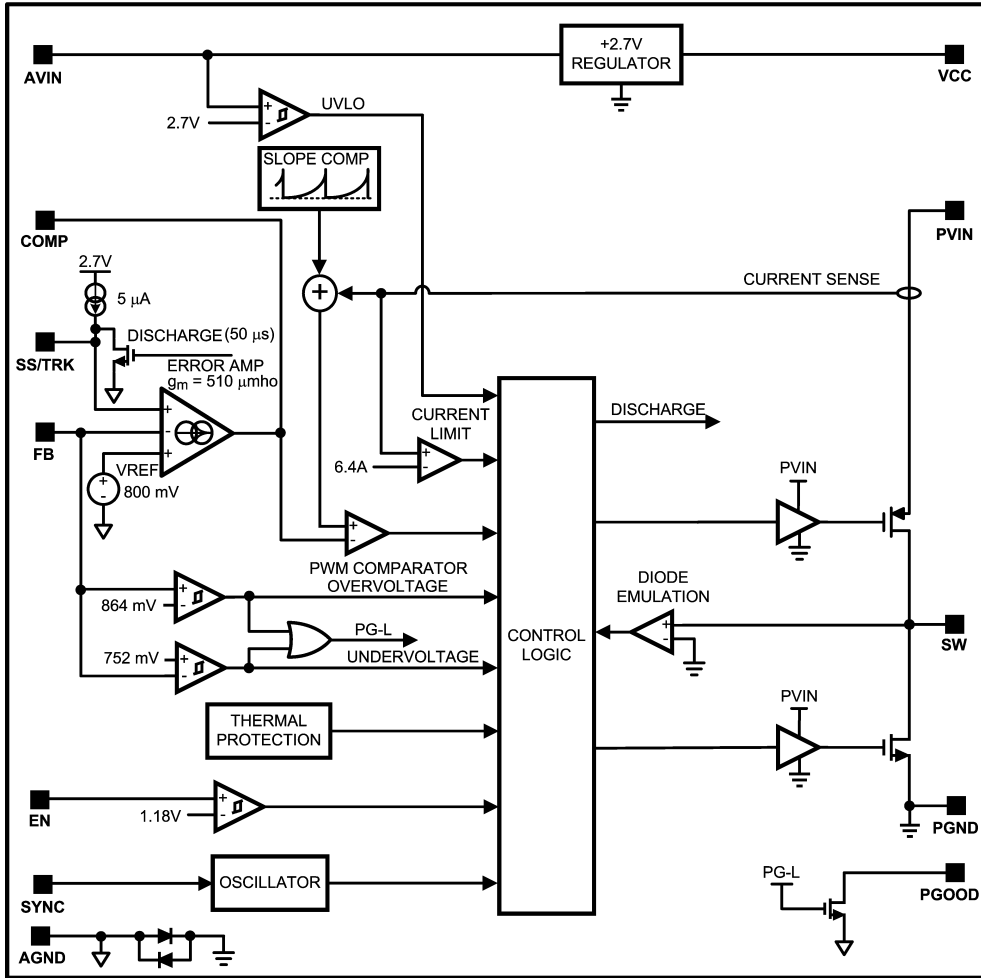 +2.7V
REGULATOR
AVIN
VCC
UVLO
2.7V
+
-
SLOPE COMP
COMP
PVIN
2.7V
5 μA
+
CURRENT SENSE
DISCHARGE (50 μs)
SS/TRK
ERROR AMP
gm = 510 μmho
+
-
+
FB
VREF
800 mV
+
-
CURRENT
LIMIT
6.4A
+
-
DISCHARGE
PVIN
+
-
PWM COMPARATOR
OVERVOLTAGE
864 mV
+
-
DIODE
EMULATION
+
-
PG-L
CONTROL
LOGIC
SW
752 mV
+
-
UNDERVOLTAGE
THERMAL
PROTECTION
PVIN
EN
1.18V
+
-
PGND
OSCILLATOR
SYNC
PG-L
PGOOD
AGND